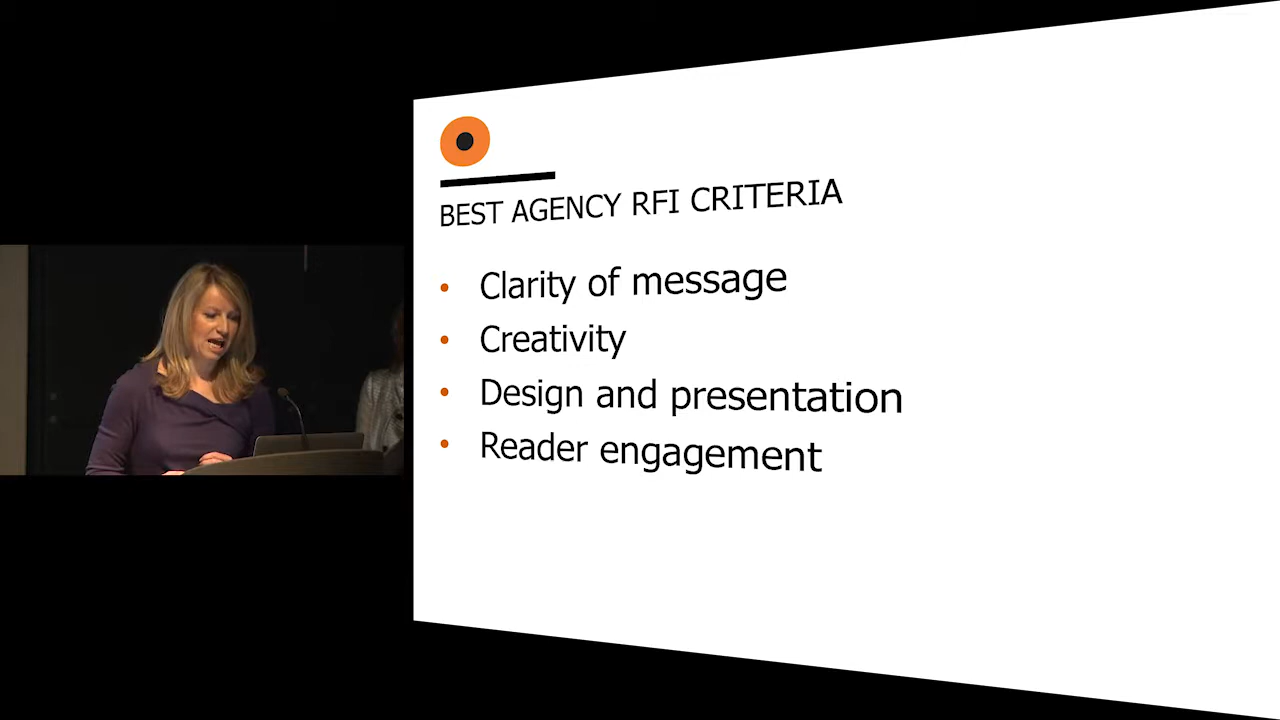 BEST AGENCY RFI CRITERIA
• Clarity of message
• Creativity
• Design and presentation
• Reader engagement